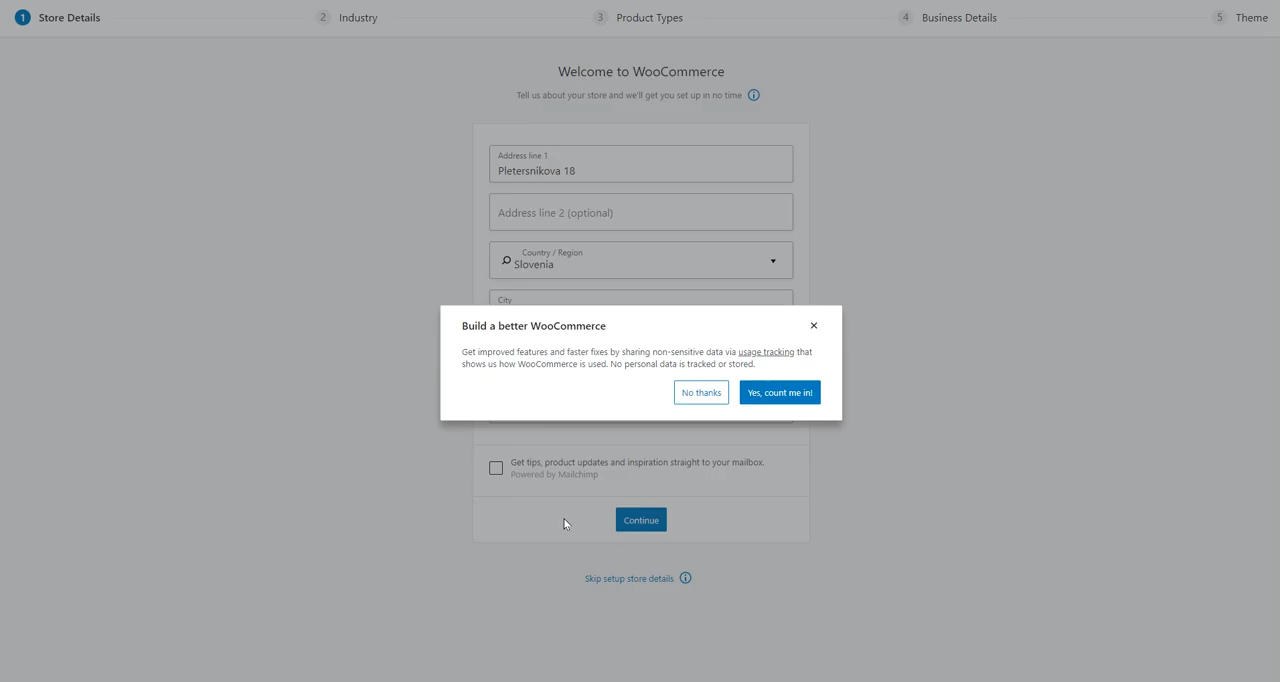 1 Store Details
2 Industry
3 Product Types
4 Business Details
5 Theme
Welcome to WooCommerce
Tell us about your store and we'll get you set up in no time
Address line 1
Pletersnikova 18
Address line 2 (optional)
Country / Region
Slovenia
City
Build a better WooCommerce
Get improved features and faster fixes by sharing non-sensitive data via usage tracking that
shows us how WooCommerce is used. No personal data is tracked or stored.
No thanks
Yes, count me in!
Get tips, product updates and inspiration straight to your mailbox.
Powered by Mailchimp
Continue
Skip setup store details